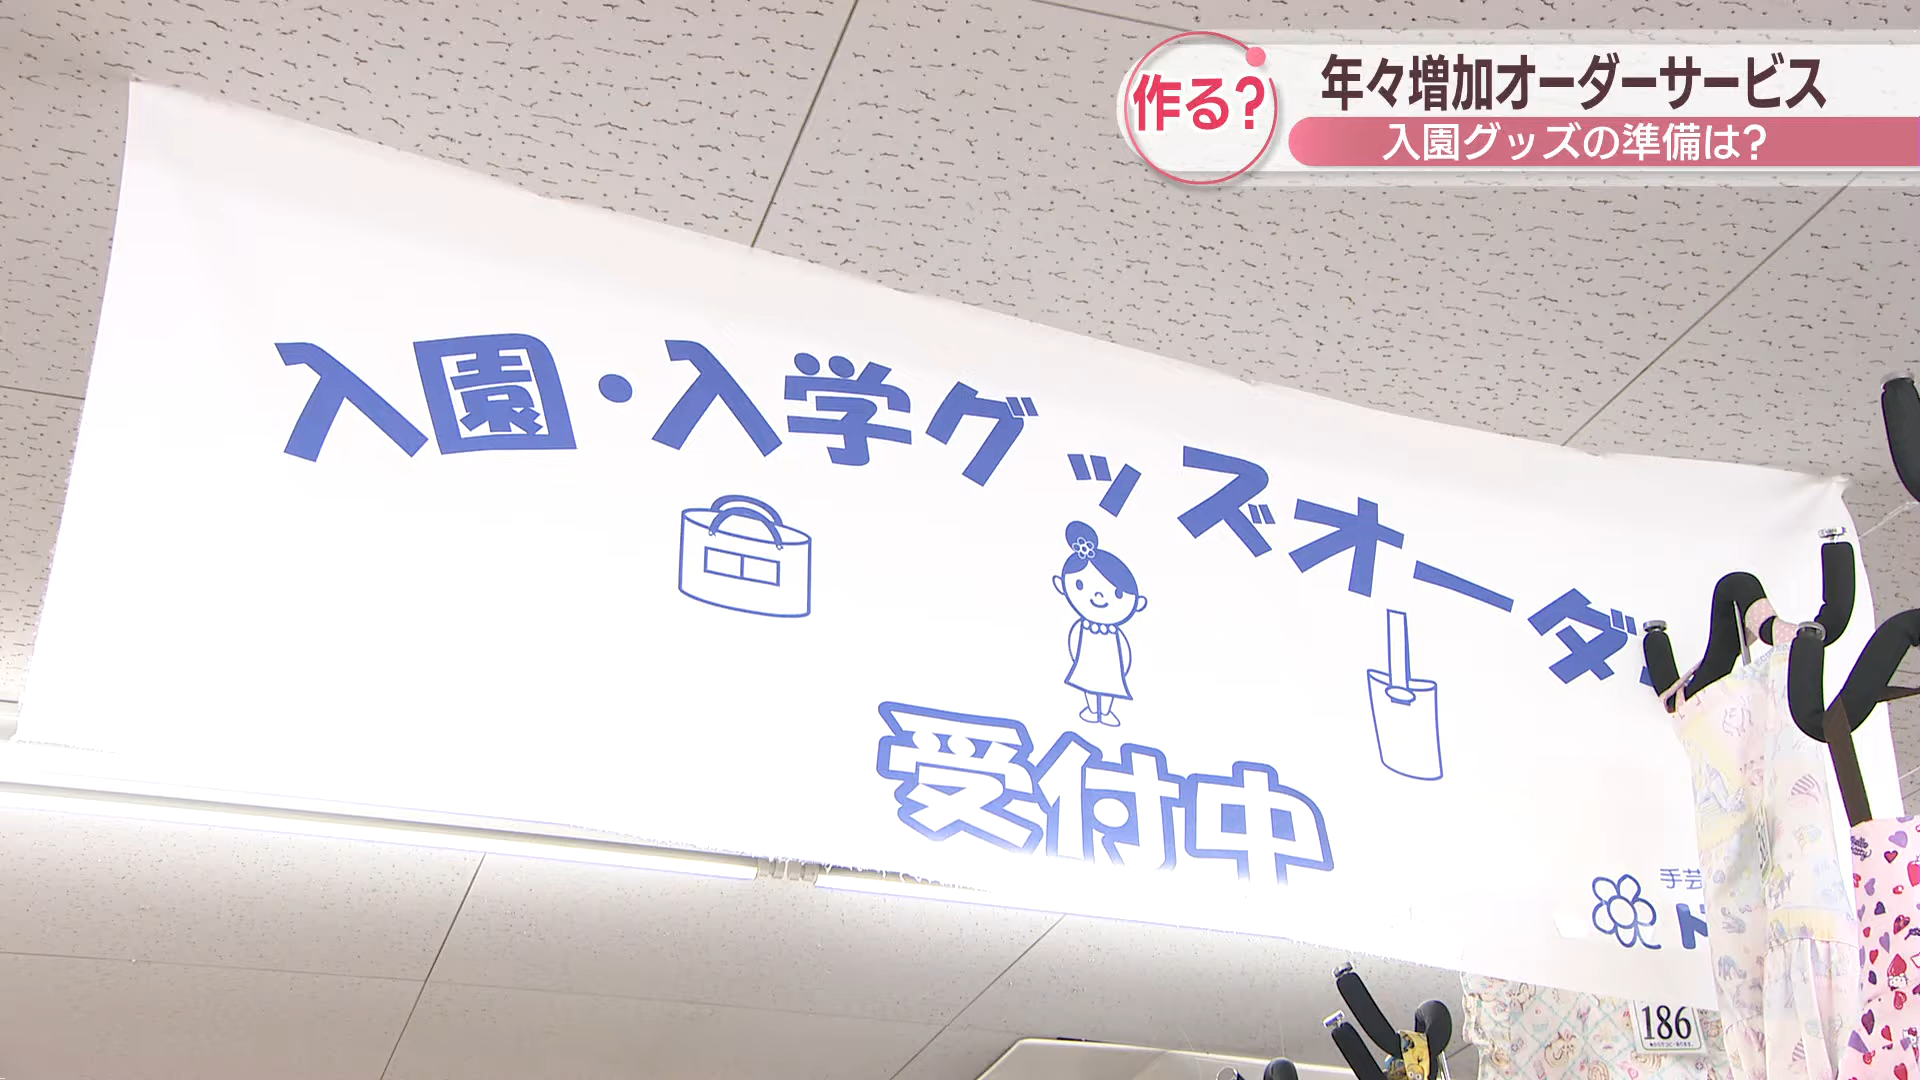 作る?
年々増加オーダーサービス
入園グッズの準備は?
入園・入学グッズオーダー
受付中
手芸
ド
186